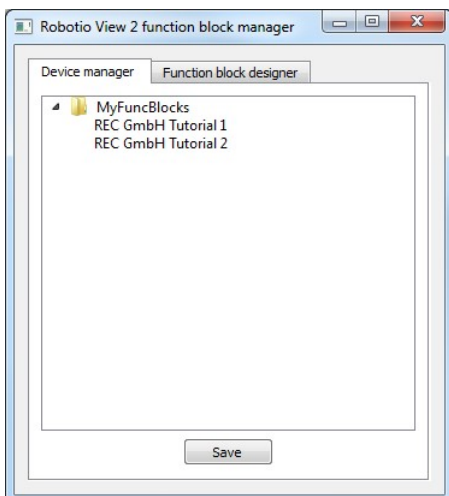 Robotio View 2 function block manager
Device manager
Function block designer
MyFuncBlocks
REC GmbH Tutorial 1
REC GmbH Tutorial 2
Save